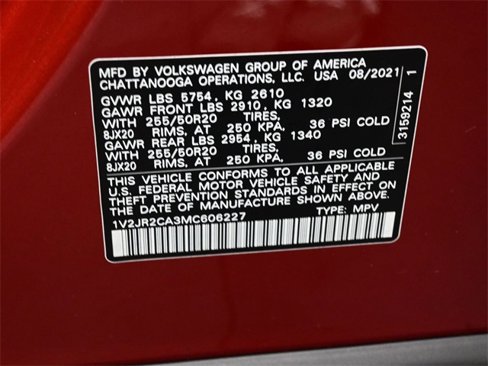 MFD BY VOLKSWAGEN GROUP OF AMERICA
CHATTANOOGA OPERATIONS, LLC. USA 08/2021
GVWR LBS 5754, KG 2610
GAWR FRONT LBS 2910, KG 1320
WITH 255/50R20 TIRES,
8JX20 RIMS, AT 250 KPA, 36 PSI COLD
GAWR REAR LBS 2954, KG 1340
WITH 255/50R20 TIRES,
8JX20 RIMS, AT 250 KPA, 36 PSI COLD
THIS VEHICLE CONFORMS TO ALL APPLICABLE
U.S. FEDERAL MOTOR VEHICLE SAFETY AND
THEFT PREVENTION STANDARDS IN EFFECT ON
THE DATE OF MANUFACTURE SHOWN ABOVE.
1V2JR2CA3MC606227 TYPE: MPV
3159214 1